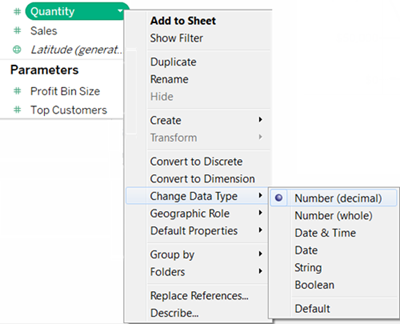 # Quantity
# Sales
Latitude (generat...
Parameters
# Profit Bin Size
# Top Customers
Add to Sheet
Show Filter
Duplicate
Rename
Hide
Create
Transform
Convert to Discrete
Convert to Dimension
Change Data Type
Geographic Role
Default Properties
Group by
Folders
Replace References...
Describe...
Number (decimal)
Number (whole)
Date & Time
Date
String
Boolean
Default